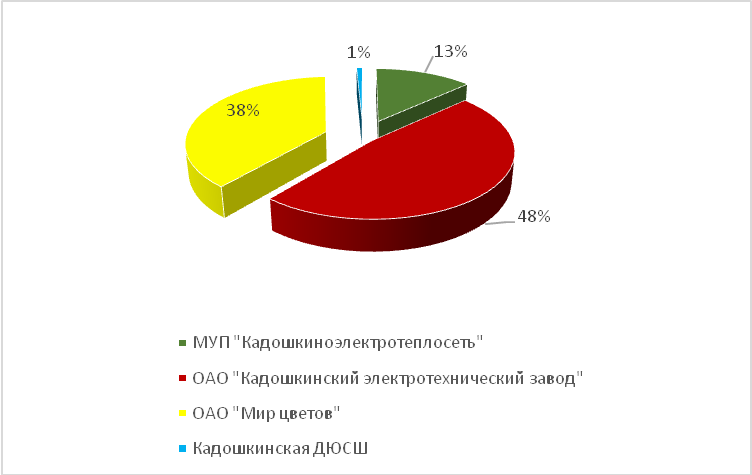 1%
13%
38%
48%
МУП "Кадошкиноэлектротеплосеть"
ОАО "Кадошкинский электротехнический завод"
ОАО "Мир цветов"
Кадошкинская ДЮСШ